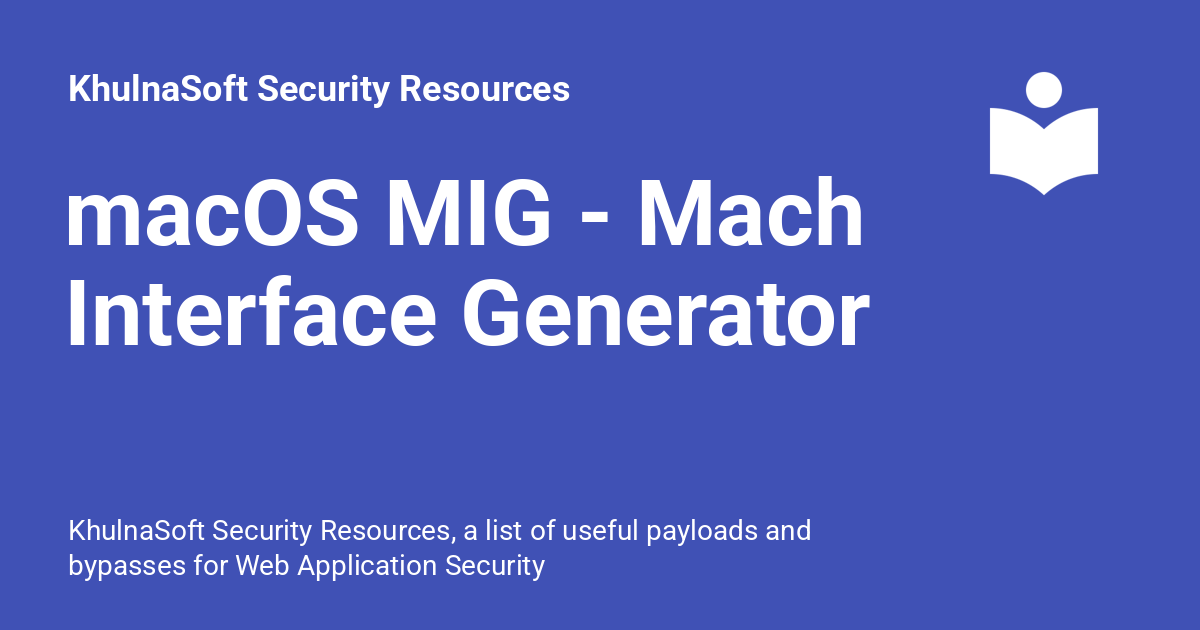 KhulnaSoft Security Resources
macOS MIG - Mach
Interface Generator
KhulnaSoft Security Resources, a list of useful payloads and
bypasses for Web Application Security